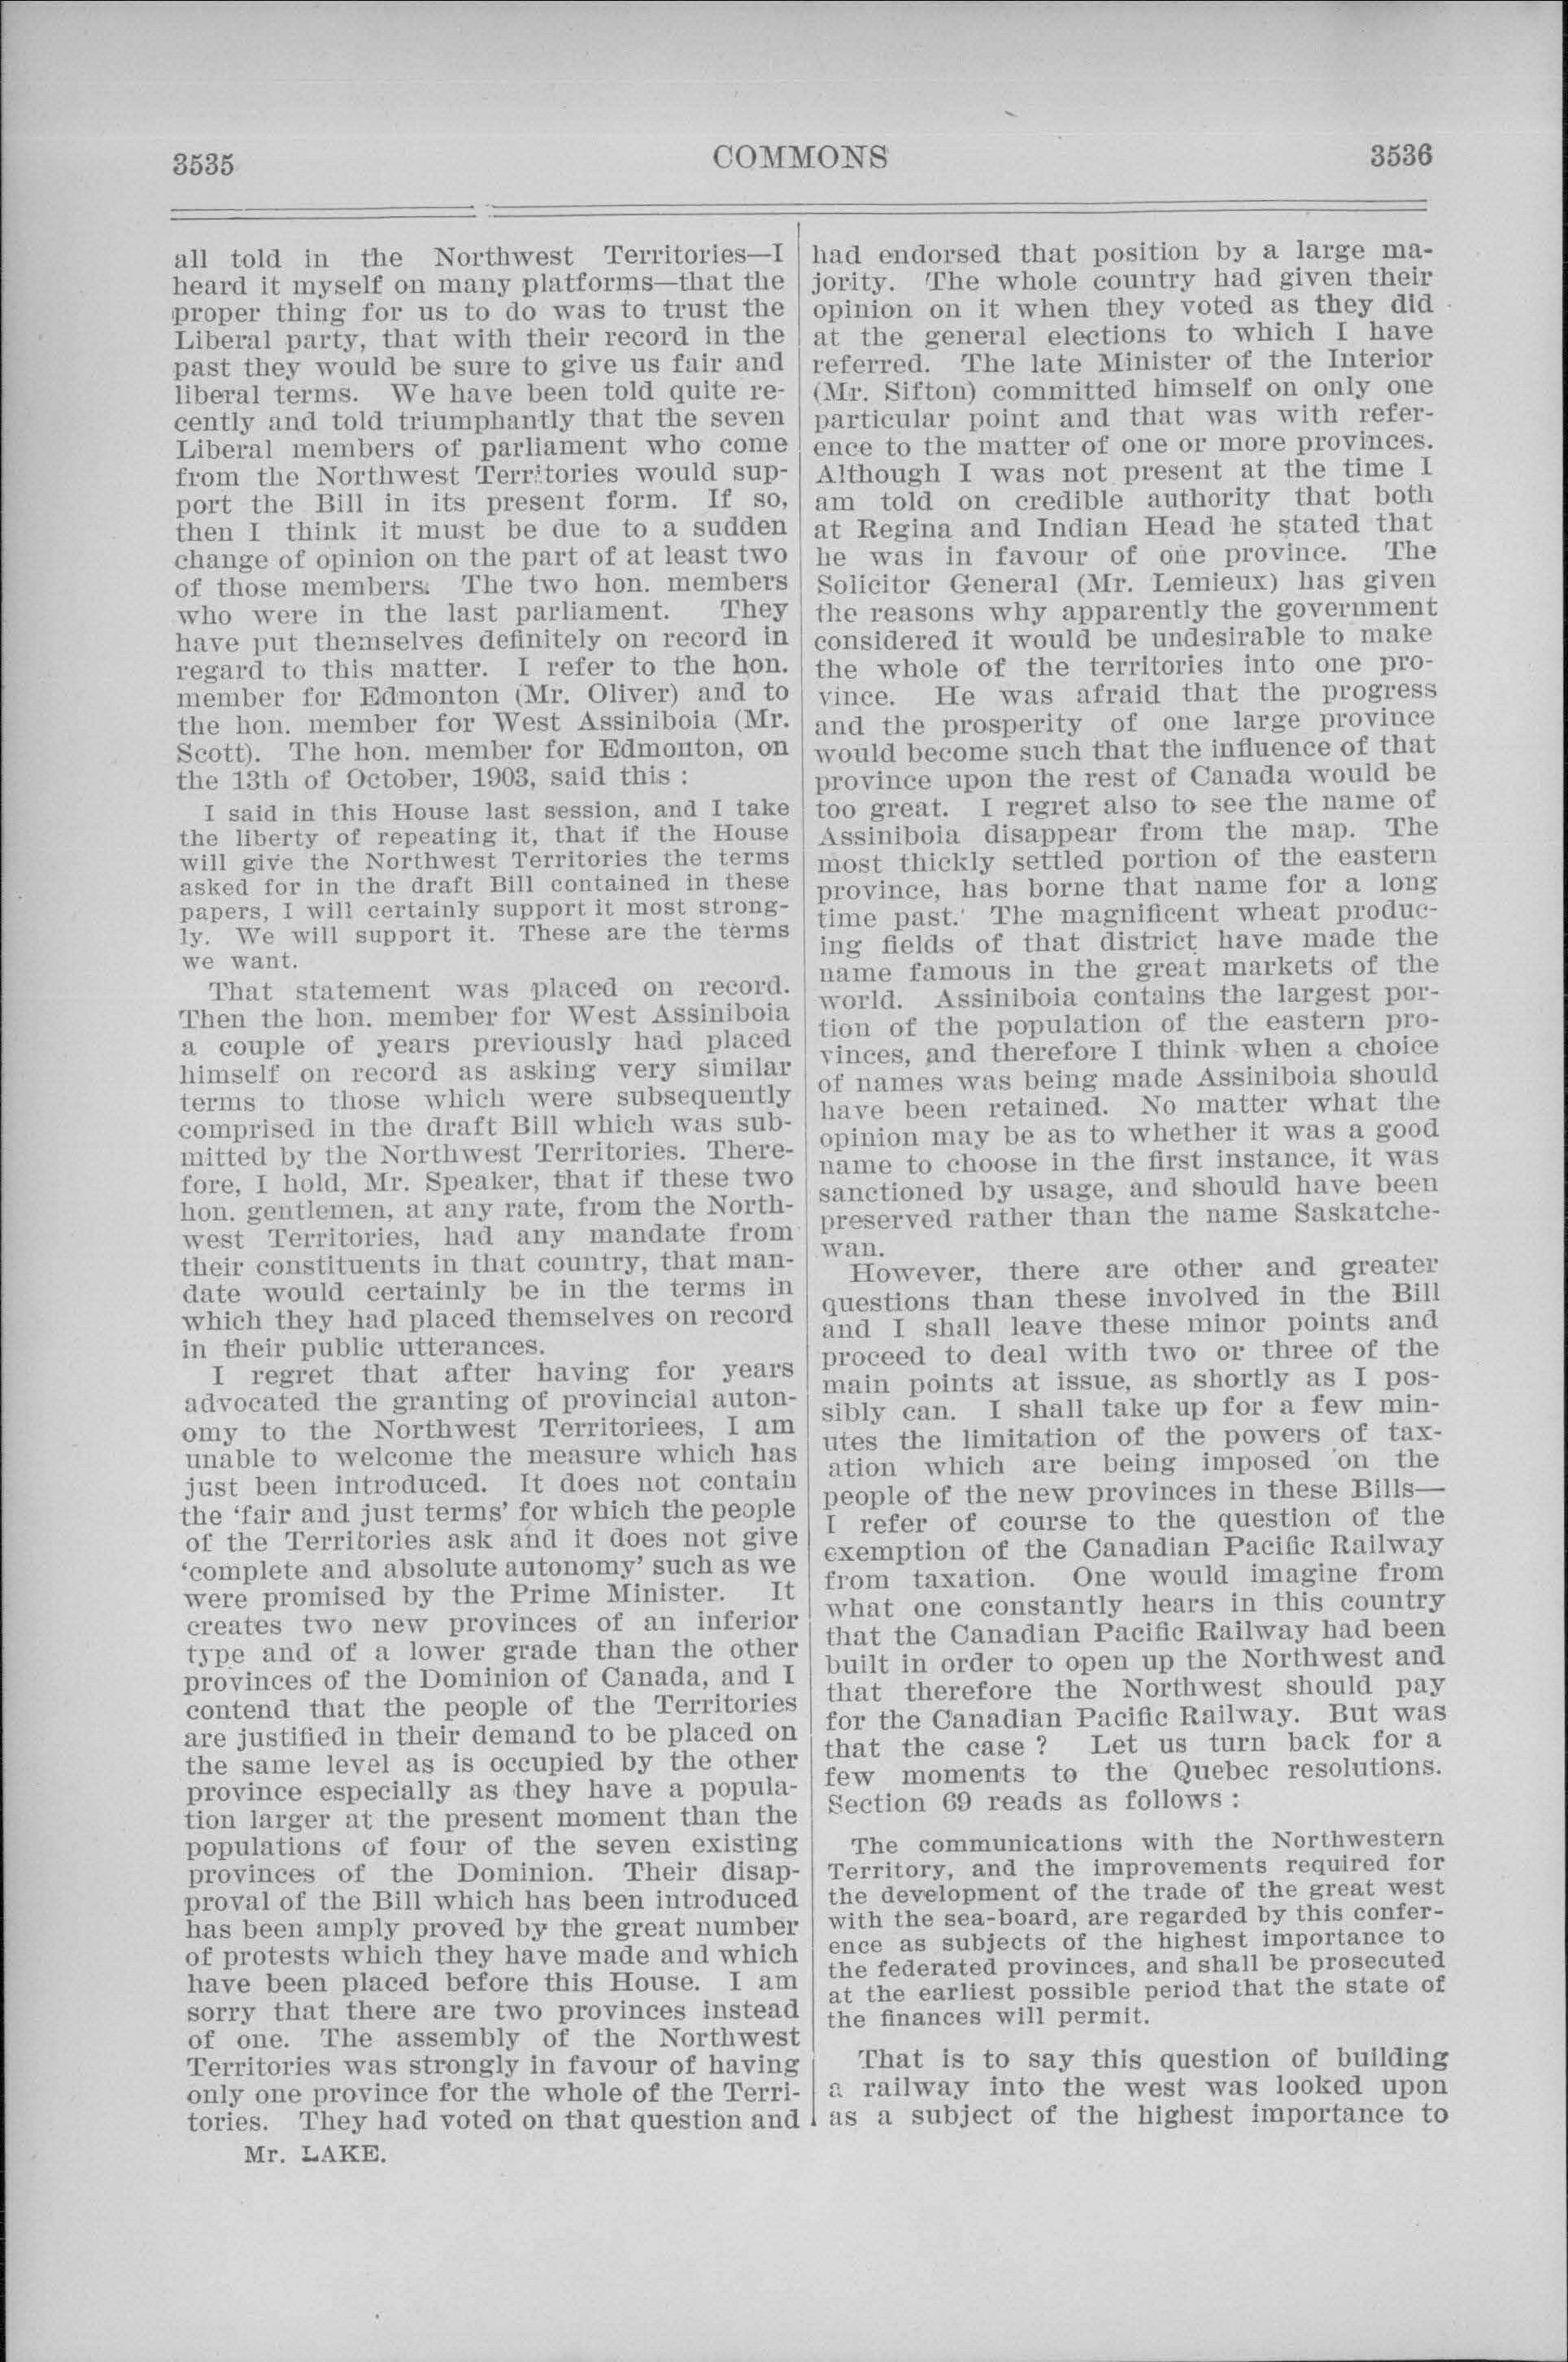 3535
COMMONS
3536
all told in the Northwest Territories—I
heard it myself on many platforms—that the
proper thing for us to do was to trust the
Liberal party, that with their record in the
past they would be sure to give us fair and
liberal terms. We have been told quite re-
cently and told triumphantly that the seven
Liberal members of parliament who come
from the Northwest Territories would sup-
port the Bill in its present form. If so,
then I think it must be due to a sudden
change of opinion on the part of at least two
of those members. The two hon. members
who were in the last parliament. They
have put themselves definitely on record in
regard to this matter. I refer to the hon.
member for Edmonton (Mr. Oliver) and to
the hon. member for West Assiniboia (Mr.
Scott). The hon. member for Edmonton, on
the 13th of October, 1903, said this :
I said in this House last session, and I take
the liberty of repeating it, that if the House
will give the Northwest Territories the terms
asked for in the draft Bill contained in these
papers, I will certainly support it most strong-
ly. We will support it. These are the terms
we want.
That statement was placed on record.
Then the hon. member for West Assiniboia
a couple of years previously had placed
himself on record as asking very similar
terms to those which were subsequently
comprised in the draft Bill which was sub-
mitted by the Northwest Territories. There-
fore, I hold, Mr. Speaker, that if these two
hon. gentlemen, at any rate, from the North-
west Territories, had any mandate from
their constituents in that country, that man-
date would certainly be in the terms in
which they had placed themselves on record
in their public utterances.
I regret that after having for years
advocated the granting of provincial auton-
omy to the Northwest Territoriees, I am
unable to welcome the measure which has
just been introduced. It does not contain
the ‘fair and just terms’ for which the people
of the Territories ask and it does not give
‘complete and absolute autonomy’ such as we
were promised by the Prime Minister. It
creates two new provinces of an inferior
type and of a lower grade than the other
provinces of the Dominion of Canada, and I
contend that the people of the Territories
are justified in their demand to be placed on
the same level as is occupied by the other
province especially as they have a popula-
tion larger at the present moment than the
populations of four of the seven existing
provinces of the Dominion. Their disap-
proval of the Bill which has been introduced
has been amply proved by the great number
of protests which they have made and which
have been placed before this House. I am
sorry that there are two provinces instead
of one. The assembly of the Northwest
Territories was strongly in favour of having
only one province for the whole of the Terri-
tories. They had voted on that question and
Mr. LAKE.
had endorsed that position by a large ma-
jority. The whole country had given their
opinion on it when they voted as they did
at the general elections to which I have
referred. The late Minister of the Interior
(Mr. Sifton) committed himself on only one
particular point and that was with refer-
ence to the matter of one or more provinces.
Although I was not present at the time I
am told on credible authority that both
at Regina and Indian Head he stated that
he was in favour of one province. The
Solicitor General (Mr. Lemieux) has given
the reasons why apparently the government
considered it would be undesirable to make
the whole of the territories into one pro-
vince. He was afraid that the progress
and the prosperity of one large province
would become such that the influence of that
province upon the rest of Canada would be
too great. I regret also to see the name of
Assiniboia disappear from the map. The
most thickly settled portion of the eastern
province, has borne that name for a long
time past. The magnificent wheat produc-
ing fields of that district have made the
name famous in the great markets of the
world. Assiniboia contains the largest por-
tion of the population of the eastern pro-
vinces, and therefore I think when a choice
of names was being made Assiniboia should
have been retained. No matter what the
opinion may be as to whether it was a good
name to choose in the first instance, it was
sanctioned by usage, and should have been
preserved rather than the name Saskatche-
wan.
However, there are other and greater
questions than these involved in the Bill
and I shall leave these minor points and
proceed to deal with two or three of the
main points at issue, as shortly as I pos-
sibly can. I shall take up for a few min-
utes the limitation of the powers of tax-
ation which are being imposed on the
people of the new provinces in these Bills—
I refer of course to the question of the
exemption of the Canadian Pacific Railway
from taxation. One would imagine from
what one constantly hears in this country
that the Canadian Pacific Railway had been
built in order to open up the Northwest and
that therefore the Northwest should pay
for the Canadian Pacific Railway. But was
that the case ? Let us turn back for a
few moments to the Quebec resolutions.
Section 69 reads as follows :
The communications with the Northwestern
Territory, and the improvements required for
the development of the trade of the great west
with the sea-board, are regarded by this confer-
ence as subjects of the highest importance to
the federated provinces, and shall be prosecuted
at the earliest possible period that the state of
the finances will permit.
That is to say this question of building
a railway into the west was looked upon
as a subject of the highest importance to